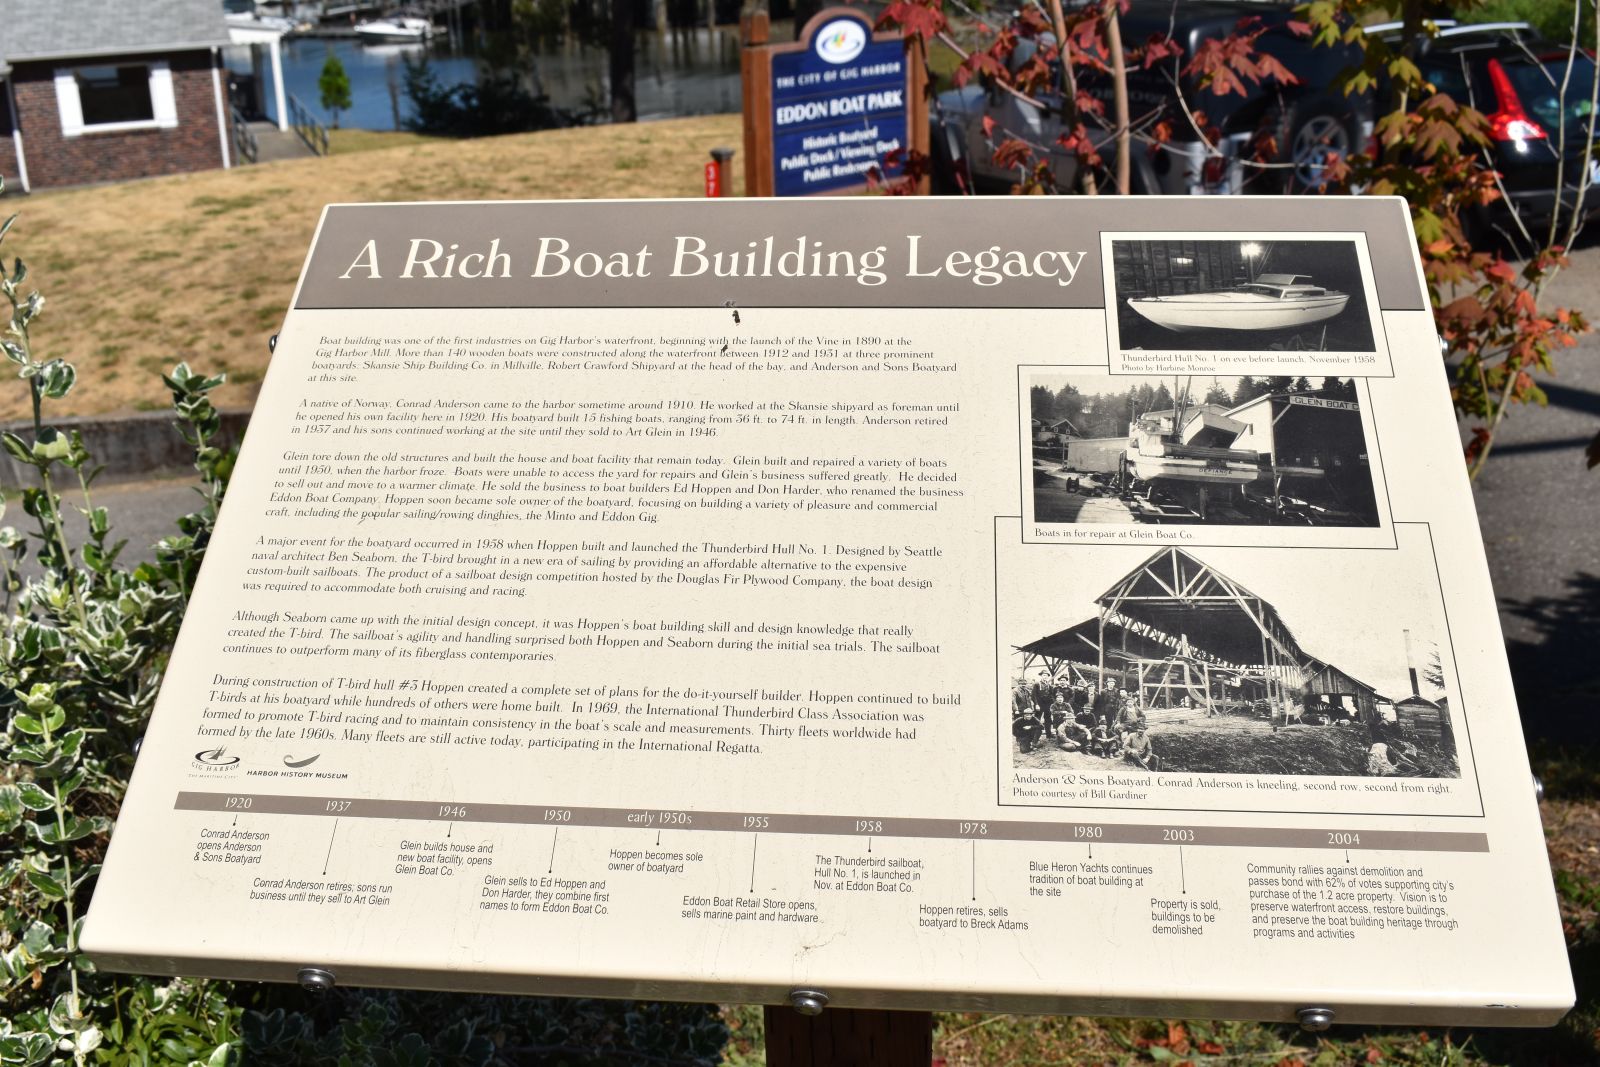 THE CITY OF GIG HARBOR
EDDON BOAT PARK
Historic Boatyard
Public Dock / Viewing Dock
Public Restrooms
A Rich Boat Building Legacy
Boat building was one of the first industries on Gig Harbor's waterfront, beginning with the launch of the Vine in 1890 at the
Gig Harbor Mill. More than 140 wooden boats were constructed along the waterfront between 1912 and 1931 at three prominent
boatyards: Skansie Ship Building Co. in Millville, Robert Crawford Shipyard at the head of the bay, and Anderson and Sons Boatyard
at this site.
A native of Norway, Conrad Anderson came to the harbor sometime around 1910. He worked at the Skansie shipyard as foreman until
he opened his own facility here in 1920. His boatyard built 15 fishing boats, ranging from 36 ft. to 74 ft. in length. Anderson retired
in 1937 and his sons continued working at the site until they sold to Art Glein in 1946.
Glein tore down the old structures and built the house and boat facility that remain today. Glein built and repaired a variety of boats
until 1950, when the harbor froze. Boats were unable to access the yard for repairs and Glein's business suffered greatly. He decided
to sell out and move to a warmer climate. He sold the business to boat builders Ed Hoppen and Don Harder, who renamed the business
Eddon Boat Company. Hoppen soon became sole owner of the boatyard, focusing on building a variety of pleasure and commercial
craft, including the popular sailing/rowing dinghies, the Minto and Eddon Gig.
A major event for the boatyard occurred in 1958 when Hoppen built and launched the Thunderbird Hull No. 1. Designed by Seattle
naval architect Ben Seaborn, the T-bird brought in a new era of sailing by providing an affordable alternative to the expensive
custom-built sailboats. The product of a sailboat design competition hosted by the Douglas Fir Plywood Company, the boat design
was required to accommodate both cruising and racing.
Although Seaborn came up with the initial design concept, it was Hoppen's boat building skill and design knowledge that really
created the T-bird. The sailboat's agility and handling surprised both Hoppen and Seaborn during the initial sea trials. The sailboat
continues to outperform many of its fiberglass contemporaries.
During construction of T-bird hull #3 Hoppen created a complete set of plans for the do-it-yourself builder. Hoppen continued to build
T-birds at his boatyard while hundreds of others were home built. In 1969, the International Thunderbird Class Association was
formed to promote T-bird racing and to maintain consistency in the boat's scale and measurements. Thirty fleets worldwide had
formed by the late 1960s. Many fleets are still active today, participating in the International Regatta.
GIG HARBOR
"THE MARITIME CITY"
HARBOR HISTORY MUSEUM
Thunderbird Hull No. 1 on eve before launch, November 1958
Photo by Harbine Monroe
GLEIN BOAT C
DEFIANCE
Boats in for repair at Glein Boat Co.
Anderson & Sons Boatyard. Conrad Anderson is kneeling, second row, second from right.
Photo courtesy of Bill Gardiner
1920
Conrad Anderson
opens Anderson
& Sons Boatyard
1937
Conrad Anderson retires; sons run
business until they sell to Art Glein
1946
Glein builds house and
new boat facility, opens
Glein Boat Co.
1950
Glein sells to Ed Hoppen and
Don Harder, they combine first
names to form Eddon Boat Co.
early 1950s
Hoppen becomes sole
owner of boatyard
1955
Eddon Boat Retail Store opens,
sells marine paint and hardware
1958
The Thunderbird sailboat,
Hull No. 1, is launched in
Nov. at Eddon Boat Co.
1978
Hoppen retires, sells
boatyard to Breck Adams
1980
Blue Heron Yachts continues
tradition of boat building at
the site
2003
Property is sold,
buildings to be
demolished
2004
Community rallies against demolition and
passes bond with 62% of votes supporting city's
purchase of the 1.2 acre property. Vision is to
preserve waterfront access, restore buildings,
and preserve the boat building heritage through
programs and activities